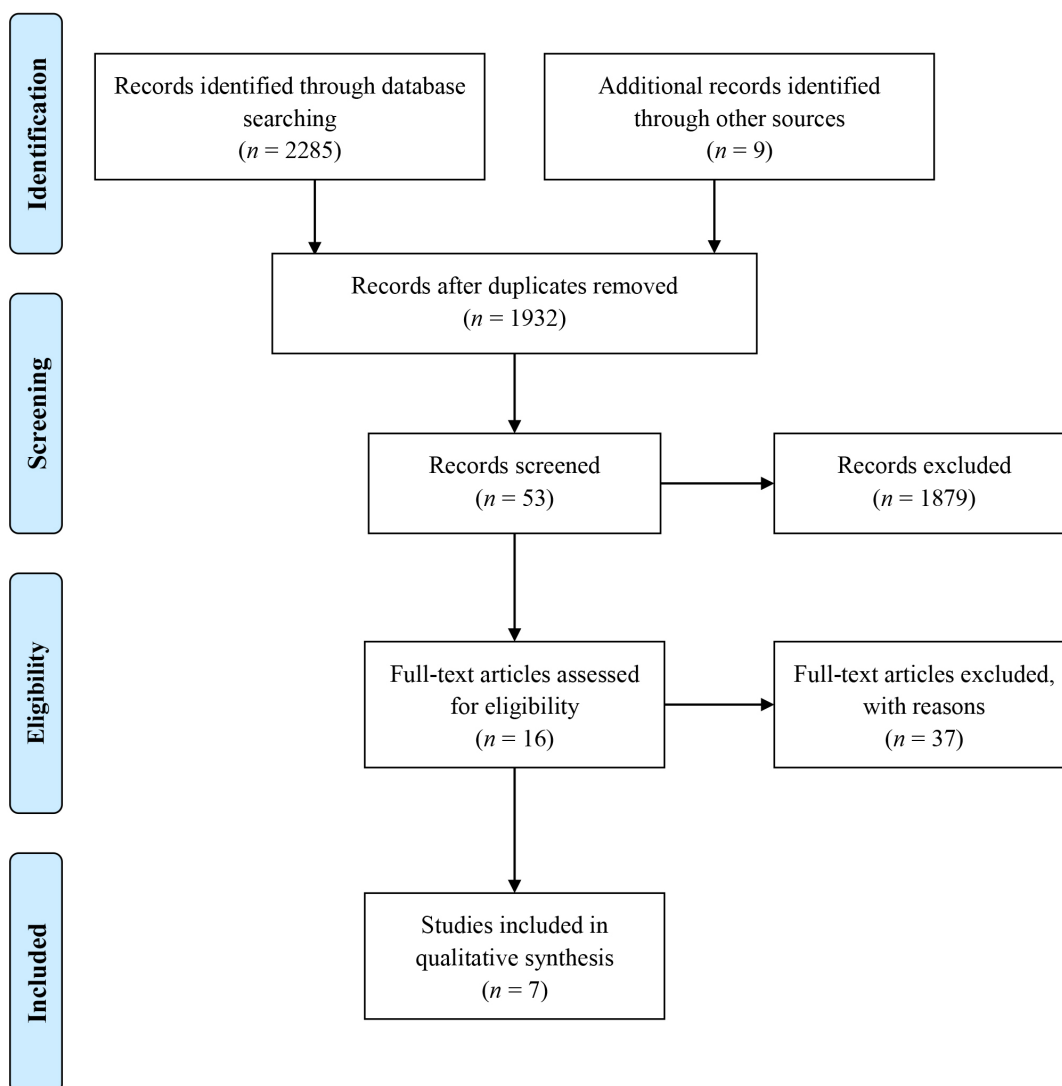 Identification
Records identified through database
searching
(n = 2285)
Additional records identified
through other sources
(n = 9)
Records after duplicates removed
(n = 1932)
Screening
Records screened
(n = 53)
Records excluded
(n = 1879)
Eligibility
Full-text articles assessed
for eligibility
(n = 16)
Full-text articles excluded,
with reasons
(n = 37)
Included
Studies included in
qualitative synthesis
(n = 7)